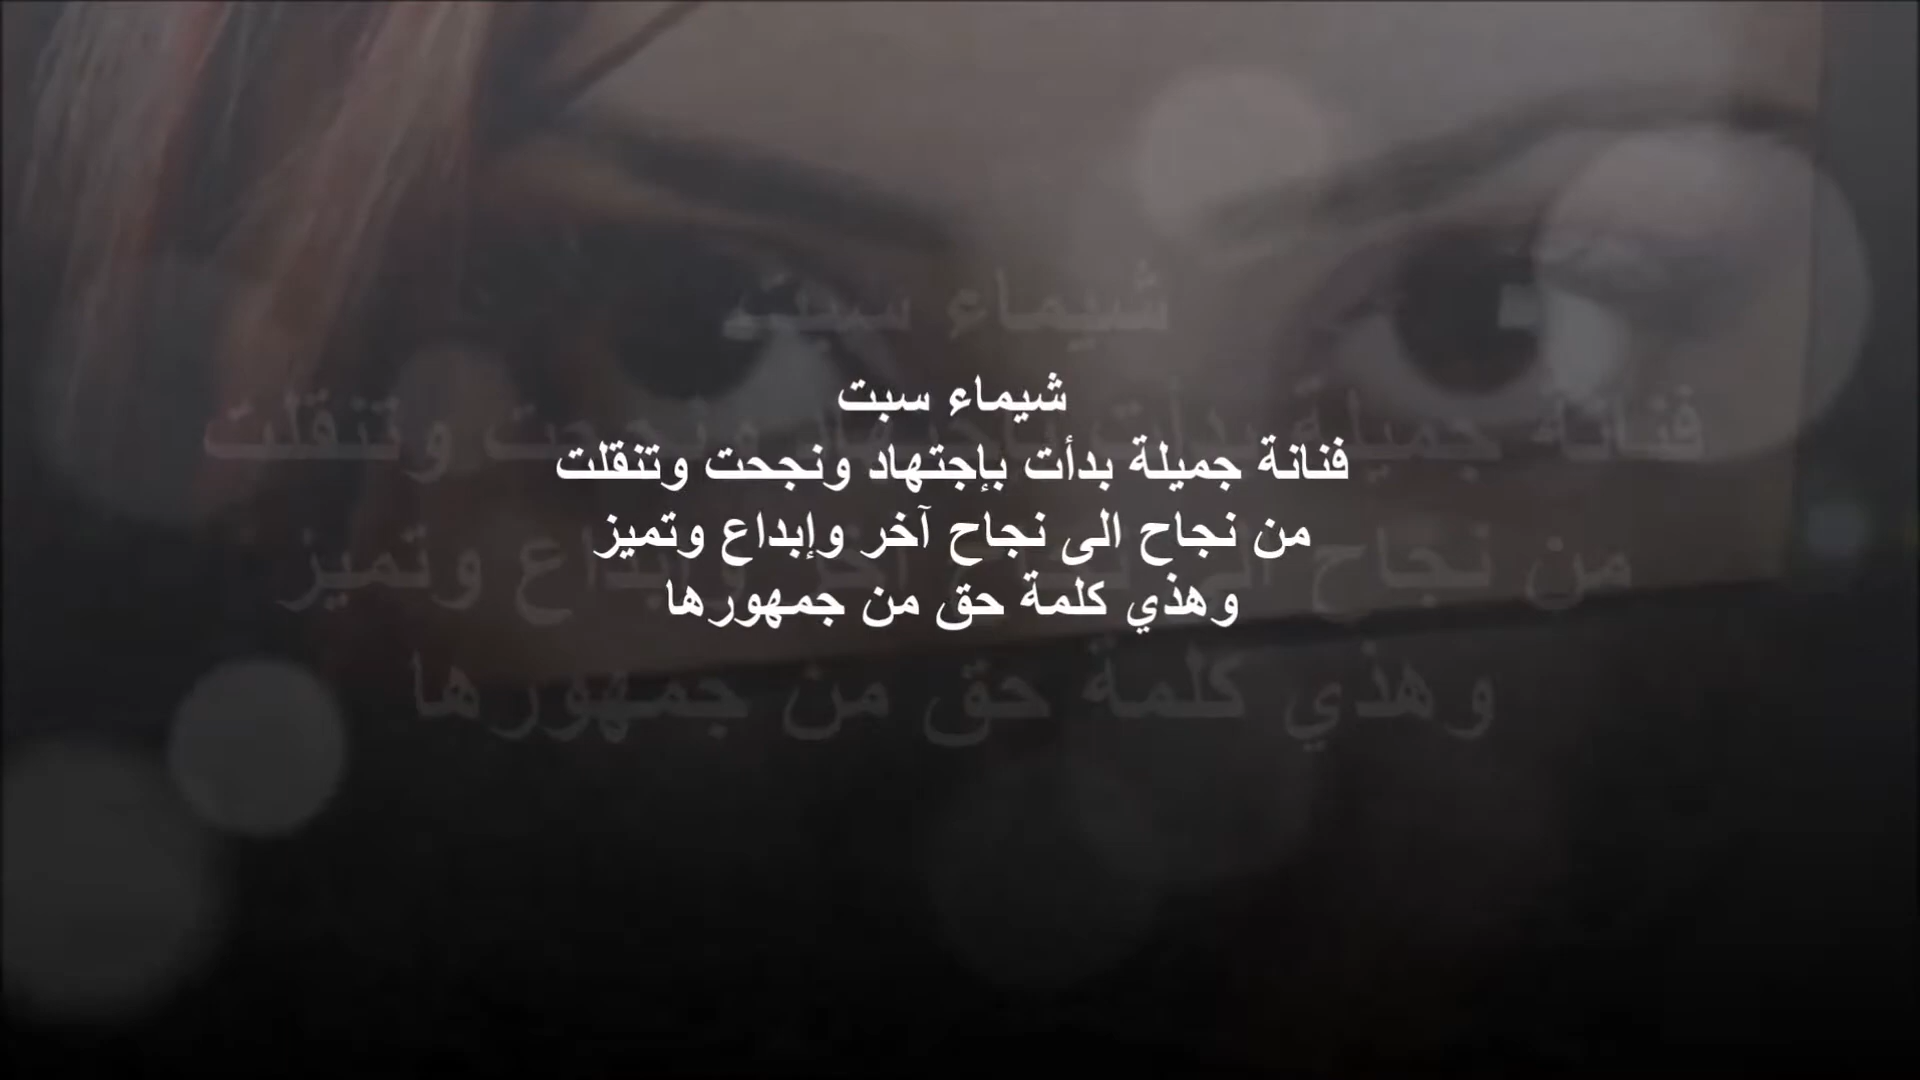 شيماء سبت
فنانة جميلة بدأت بإجتهاد ونجحت وتنقلت
من نجاح الى نجاح آخر وإبداع وتميز
وهذي كلمة حق من جمهورها